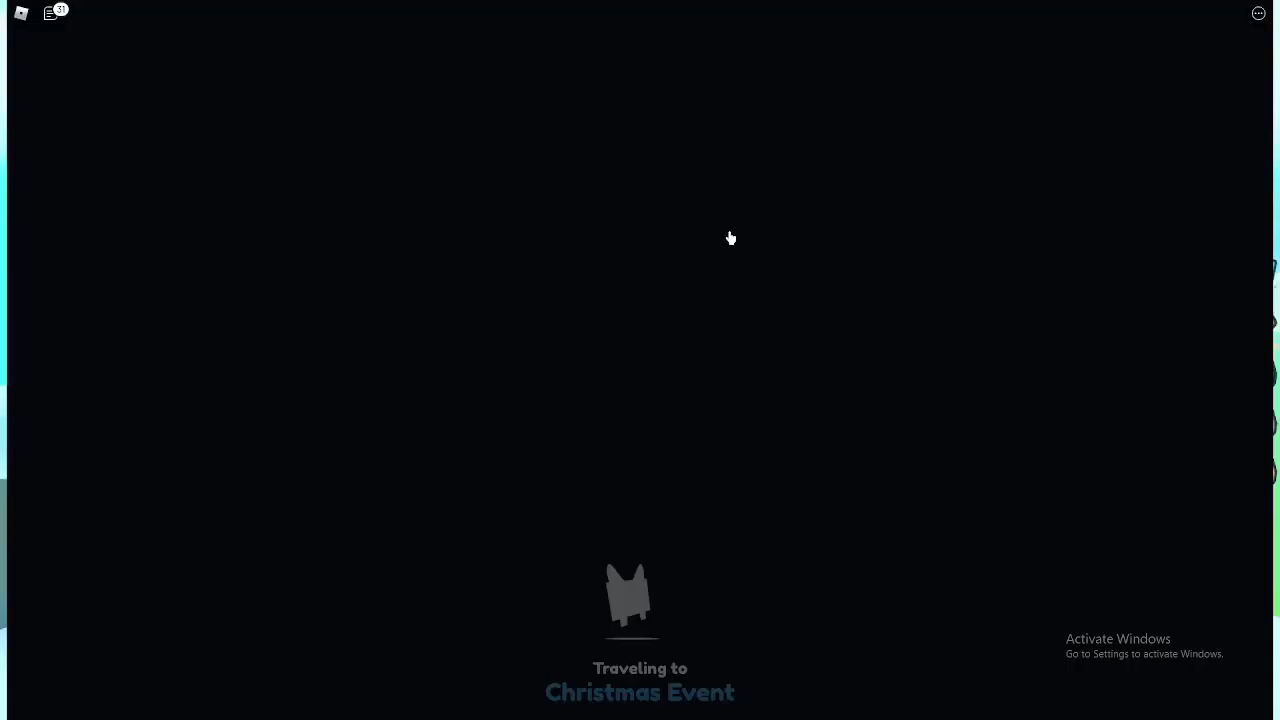 31
Activate Windows
Go to Settings to activate Windows.
Traveling to
Christmas Event